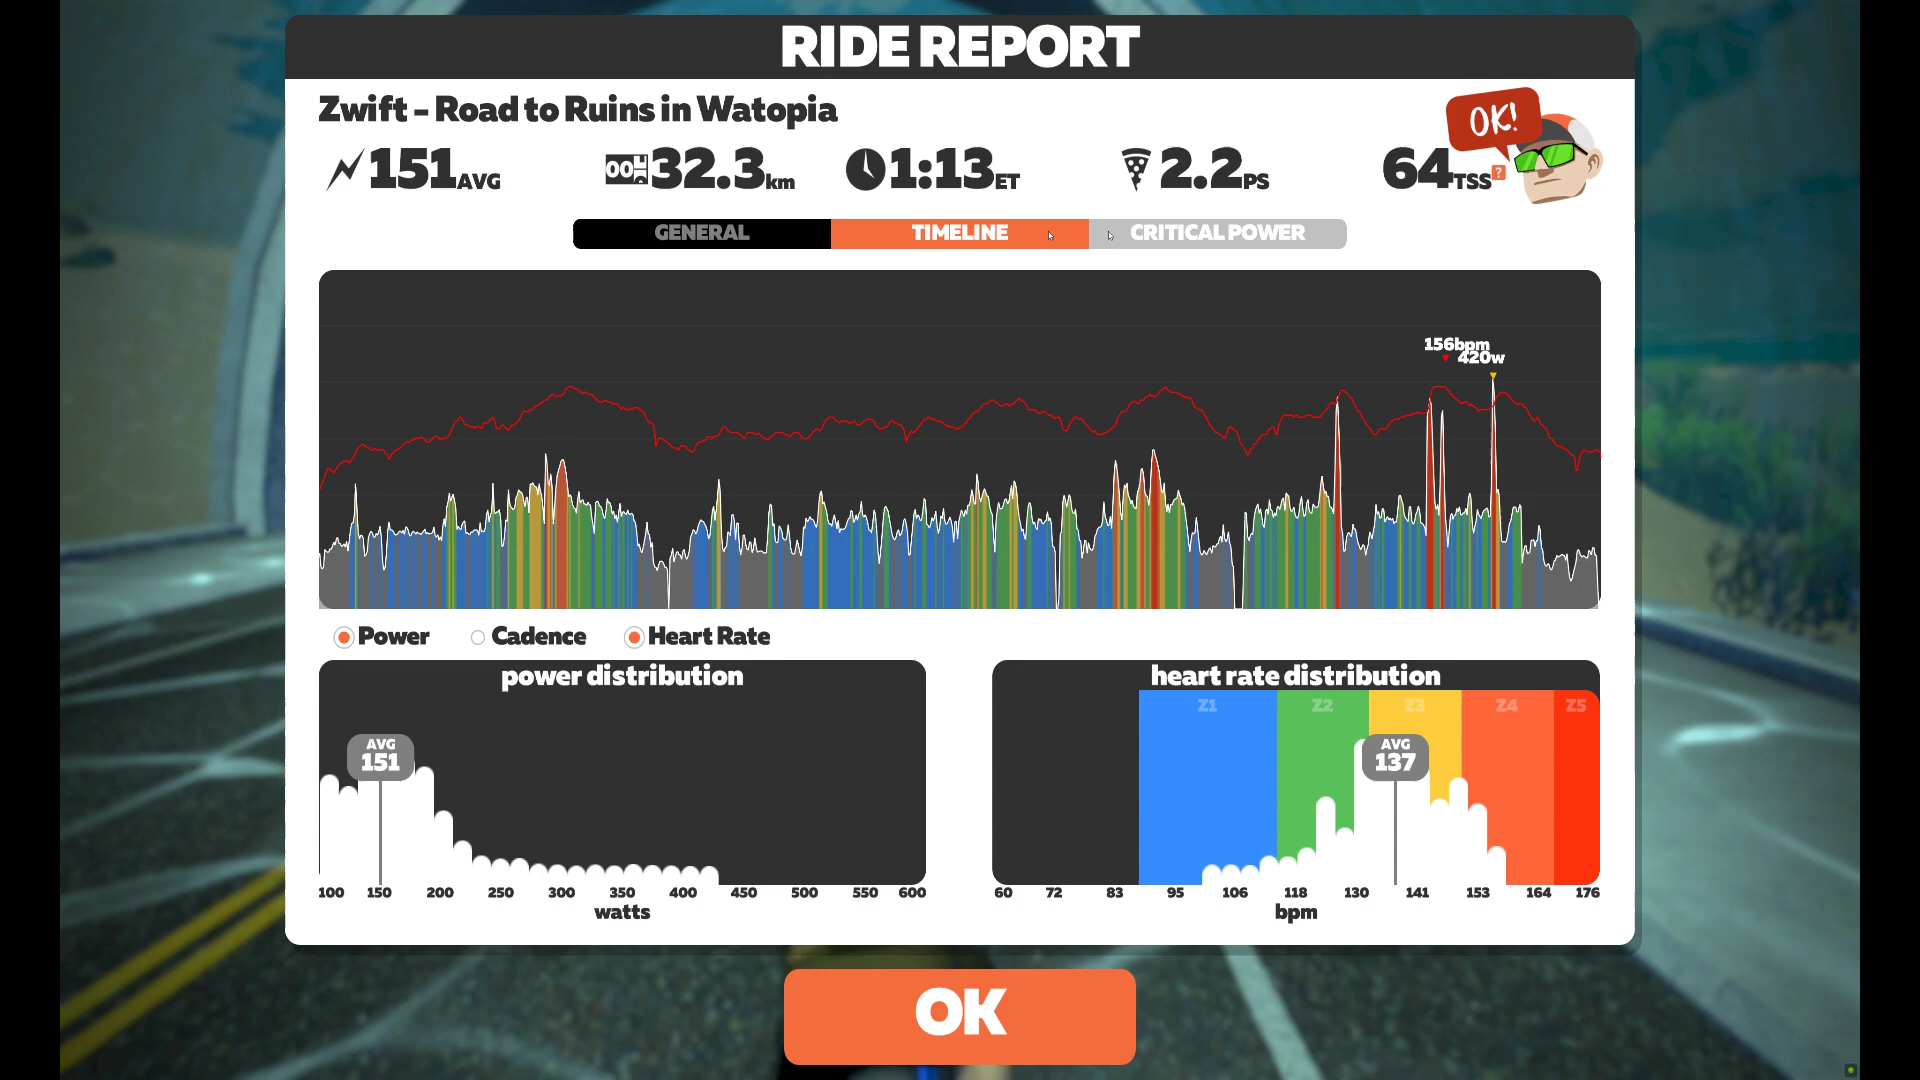 RIDE REPORT
Zwift - Road to Ruins in Watopia
OK!
151AVG
32.3km
1:13ET
2.2PS
64TSS?
GENERAL
TIMELINE
CRITICAL POWER
156bpm
420w
Power
Cadence
Heart Rate
power distribution
AVG
151
100 150 200 250 300 350 400 450 500 550 600
watts
heart rate distribution
Z1 Z2 Z3 Z4 Z5
AVG
137
60 72 83 95 106 118 130 141 153 164 176
bpm
OK